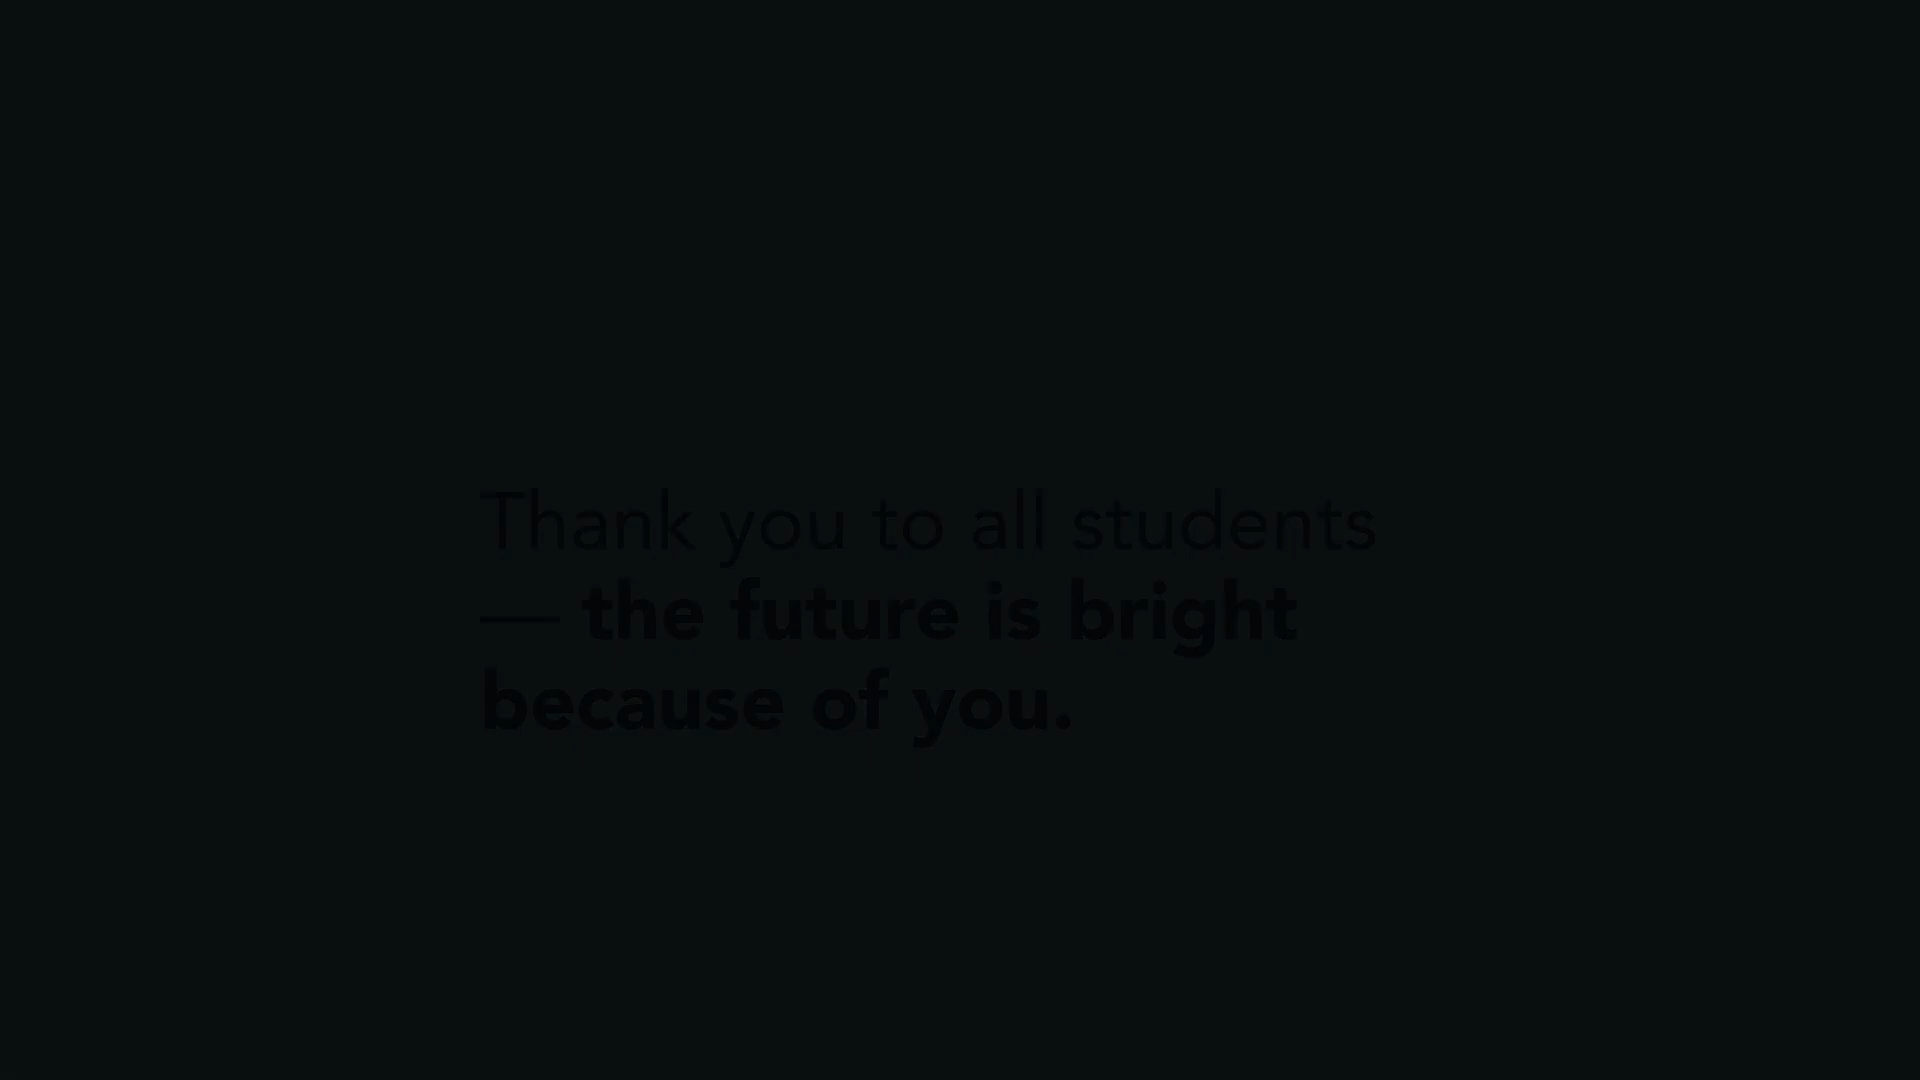 Thank you to all students
— the future is bright
because of you.